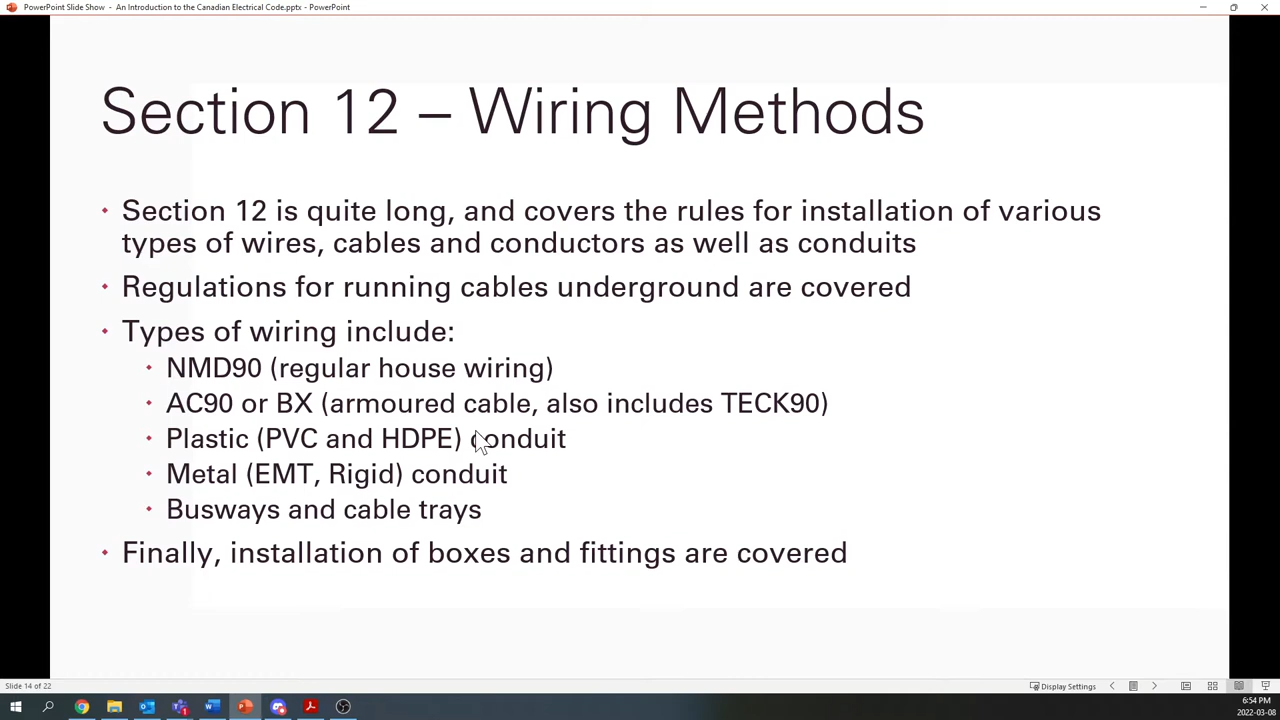 PowerPoint Slide Show - An Introduction to the Canadian Electrical Code.pptx - PowerPoint
Section 12 – Wiring Methods
Section 12 is quite long, and covers the rules for installation of various
types of wires, cables and conductors as well as conduits
Regulations for running cables underground are covered
Types of wiring include:
NMD90 (regular house wiring)
AC90 or BX (armoured cable, also includes TECK90)
Plastic (PVC and HDPE) conduit
Metal (EMT, Rigid) conduit
Busways and cable trays
Finally, installation of boxes and fittings are covered
Slide 14 of 22
Display Settings
6:54 PM
2022-03-08